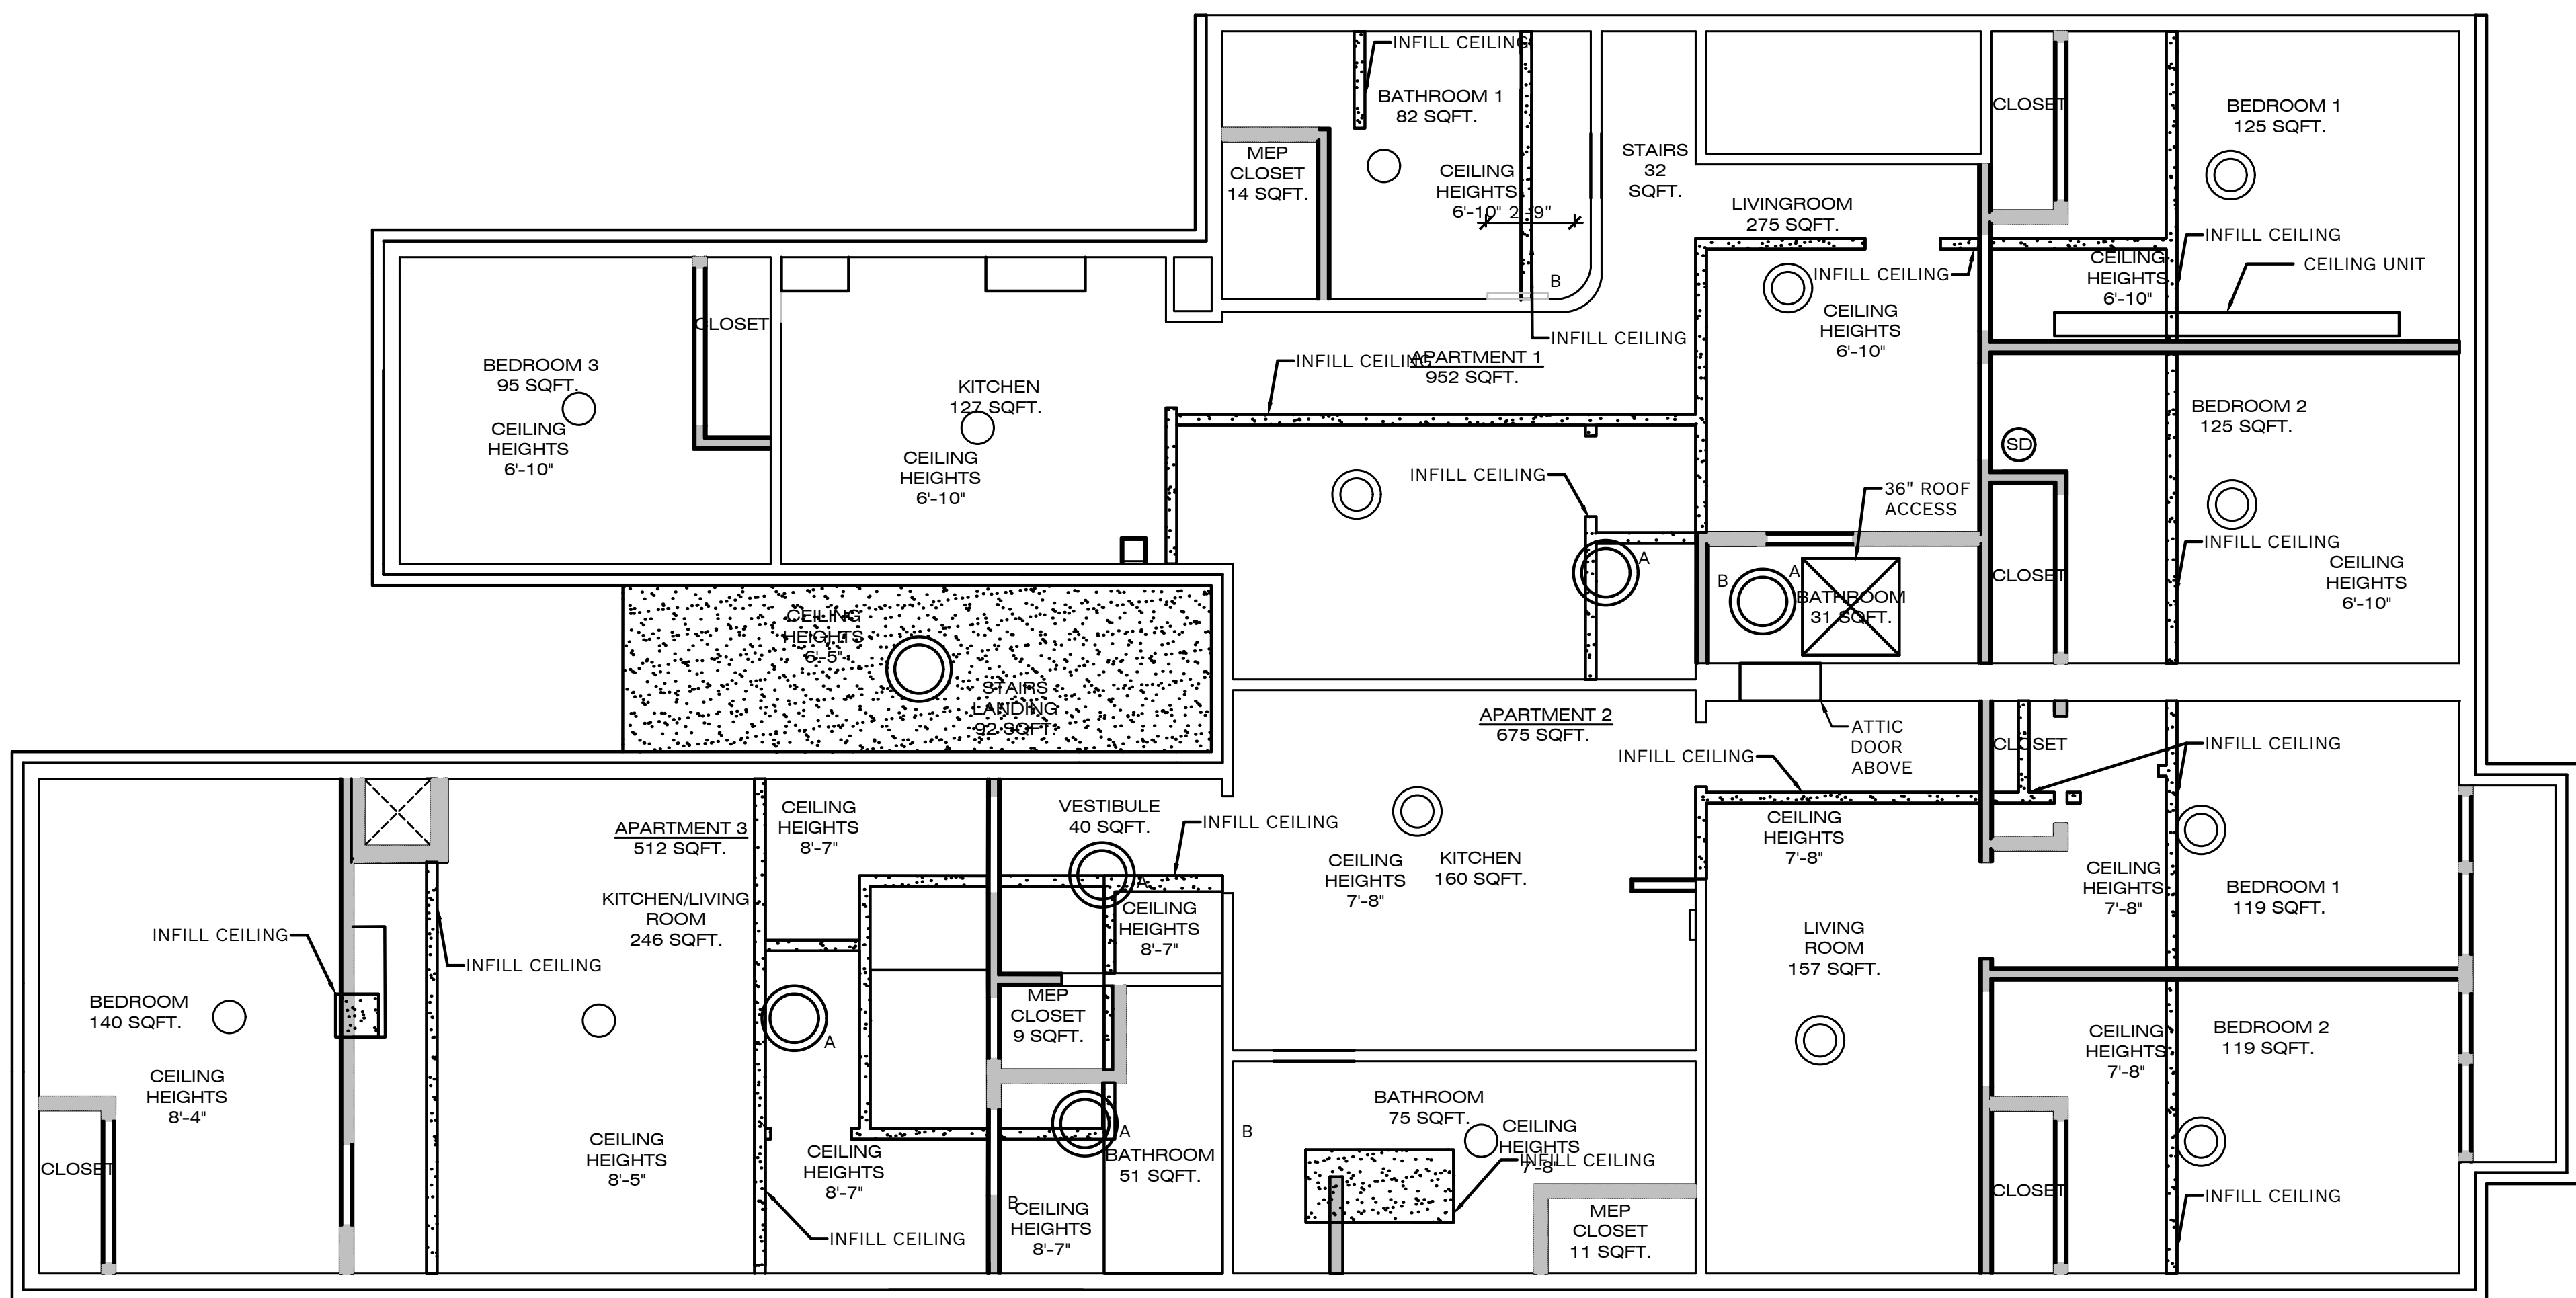 INFILL CEILING
BATHROOM 1
82 SQFT.
MEP
CLOSET
14 SQFT.
CEILING
HEIGHTS
6'-10"
2'-9"
B
STAIRS
32
SQFT.
LIVINGROOM
275 SQFT.
CLOSET
BEDROOM 1
125 SQFT.
INFILL CEILING
CEILING UNIT
CEILING
HEIGHTS
6'-10"
INFILL CEILING
CEILING
HEIGHTS
6'-10"
INFILL CEILING
CLOSET
BEDROOM 3
95 SQFT.
CEILING
HEIGHTS
6'-10"
KITCHEN
127 SQFT.
CEILING
HEIGHTS
6'-10"
INFILL CEILING
APARTMENT 1
952 SQFT.
BEDROOM 2
125 SQFT.
SD
INFILL CEILING
36" ROOF
ACCESS
INFILL CEILING
CEILING
HEIGHTS
6'-10"
CLOSET
A
B
A
BATHROOM
31 SQFT.
CEILING
HEIGHTS
6'-5"
STAIRS
LANDING
92 SQFT.
APARTMENT 2
675 SQFT.
INFILL CEILING
ATTIC
DOOR
ABOVE
CLOSET
INFILL CEILING
APARTMENT 3
512 SQFT.
CEILING
HEIGHTS
8'-7"
VESTIBULE
40 SQFT.
INFILL CEILING
A
CEILING
HEIGHTS
8'-7"
CEILING
HEIGHTS
7'-8"
KITCHEN
160 SQFT.
CEILING
HEIGHTS
7'-8"
CEILING
HEIGHTS
7'-8"
BEDROOM 1
119 SQFT.
KITCHEN/LIVING
ROOM
246 SQFT.
INFILL CEILING
INFILL CEILING
LIVING
ROOM
157 SQFT.
BEDROOM
140 SQFT.
CEILING
HEIGHTS
8'-4"
CLOSET
CEILING
HEIGHTS
8'-5"
A
MEP
CLOSET
9 SQFT.
CEILING
HEIGHTS
7'-8"
BEDROOM 2
119 SQFT.
CEILING
HEIGHTS
8'-7"
INFILL CEILING
A
BATHROOM
51 SQFT.
B
CEILING
HEIGHTS
8'-7"
B
BATHROOM
75 SQFT.
CEILING
HEIGHTS
7'-8"
INFILL CEILING
MEP
CLOSET
11 SQFT.
CLOSET
INFILL CEILING